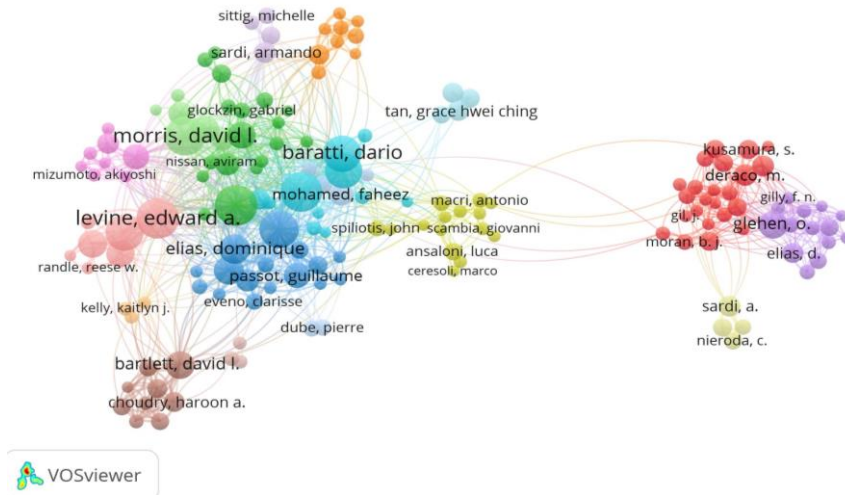 sittig, michelle
sardi, armando
glockzin, gabriel
morris, david l.
nissan, aviram
mizumoto, akiyoshi
baratti, dario
tan, grace hwei ching
mohamed, faheez
levine, edward a.
macri, antonio
spiliotis, john
scambia, giovanni
elias, dominique
passot, guillaume
ansaloni, luca
ceresoli, marco
randle, reese w.
eveno, clarisse
kelly, kaitlyn j.
dube, pierre
bartlett, david l.
choudry, haroon a.
kusamura, s.
deraco, m.
gilly, f. n.
gil, j.
glehen, o.
moran, b. j.
elias, d.
sardi, a.
nieroda, c.
VOSviewer